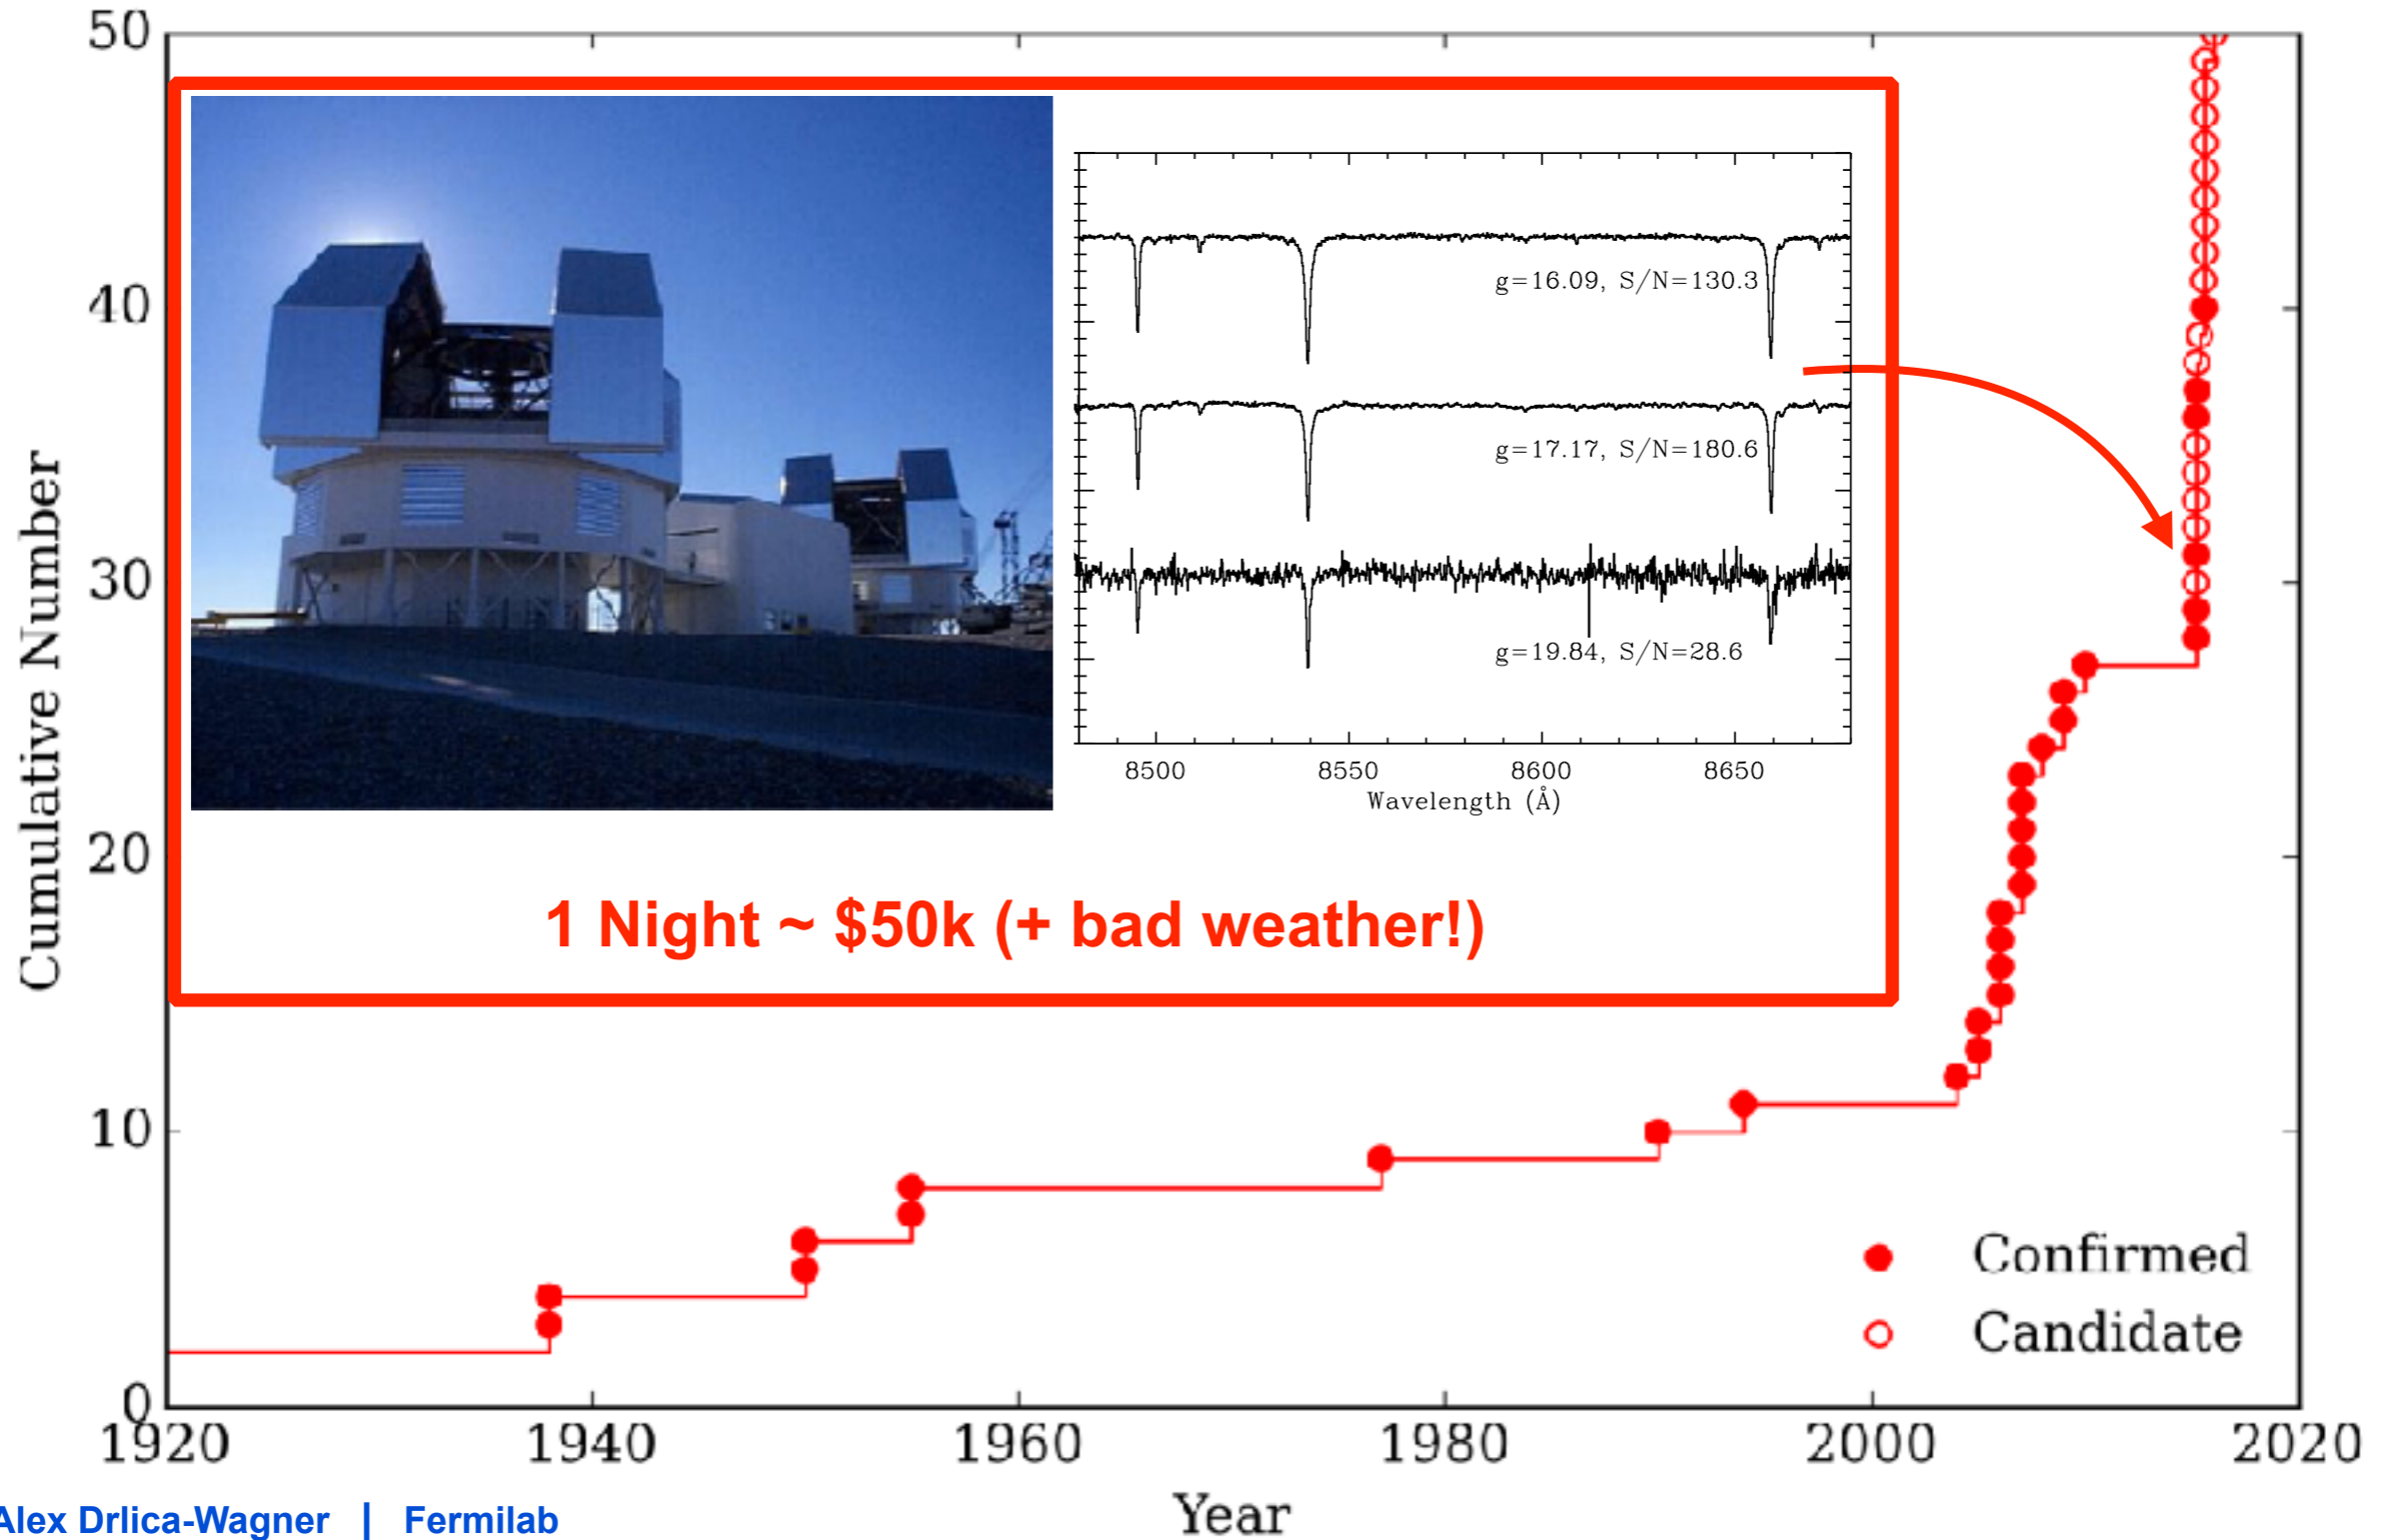 50
40
30
20
10
0
Cumulative Number
g=16.09, S/N=130.3
g=17.17, S/N=180.6
g=19.84, S/N=28.6
8500 8550 8600 8650
Wavelength (Å)
1 Night ~ $50k (+ bad weather!)
Confirmed
Candidate
1920 1940 1960 1980 2000 2020
Year
Alex Drlica-Wagner | Fermilab